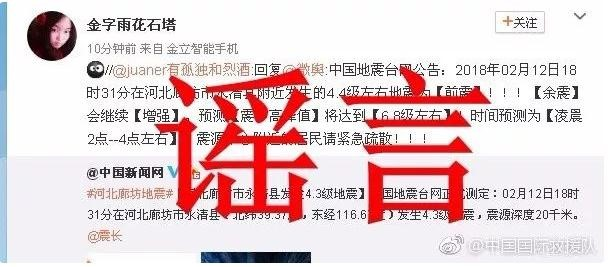 金字雨花石塔
+关注
10分钟前 来自 金立智能手机
//@juaner有孤独和烈酒:回复@微舆:中国地震台网公告:2018年02月12日18
时31分在河北廊坊市永清县附近发生的4.4级左右地震为【前震】!!!【余震】
会继续【增强】,预测【震 高峰值】将达到【6.8级左右】!时间预测为【凌晨
2点--4点左右】 震源 附近的居民请紧急疏散!!!
谣言
@中国新闻网
#河北廊坊地震# 河北廊坊市永清县发生4.3级地震】 国地震台网正式测定:02月12日18时
31分在河北廊坊市永清县 北纬39.37度,东经116.6 )发生4.3级 震,震源深度20千米。
@震长
@中国国际救援队